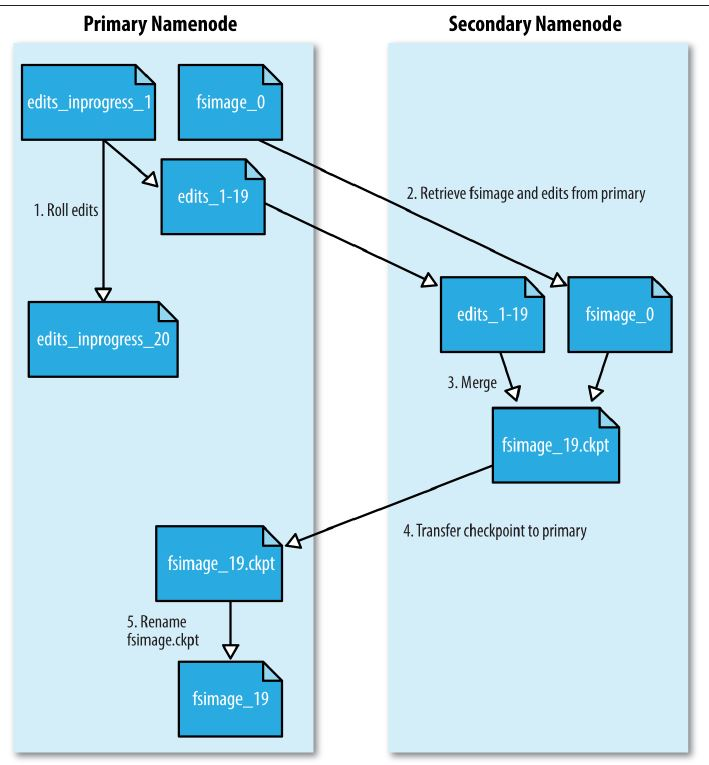 Primary Namenode
Secondary Namenode
edits_inprogress_1
fsimage_0
edits_1-19
1. Roll edits
2. Retrieve fsimage and edits from primary
edits_inprogress_20
edits_1-19
fsimage_0
3. Merge
fsimage_19.ckpt
4. Transfer checkpoint to primary
fsimage_19.ckpt
5. Rename
fsimage.ckpt
fsimage_19